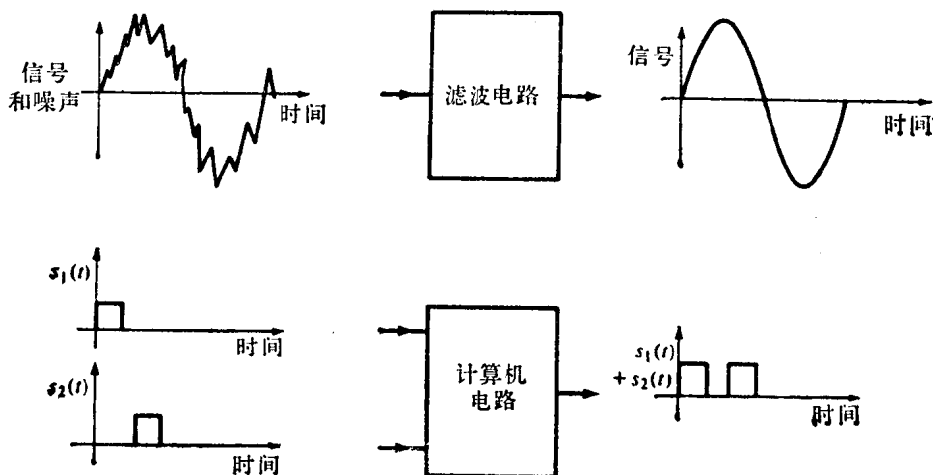 信号
和噪声
时间
滤波电路
信号
时间
s₁(t)
时间
s₂(t)
时间
计算机
电路
s₁(t)
+s₂(t)
时间